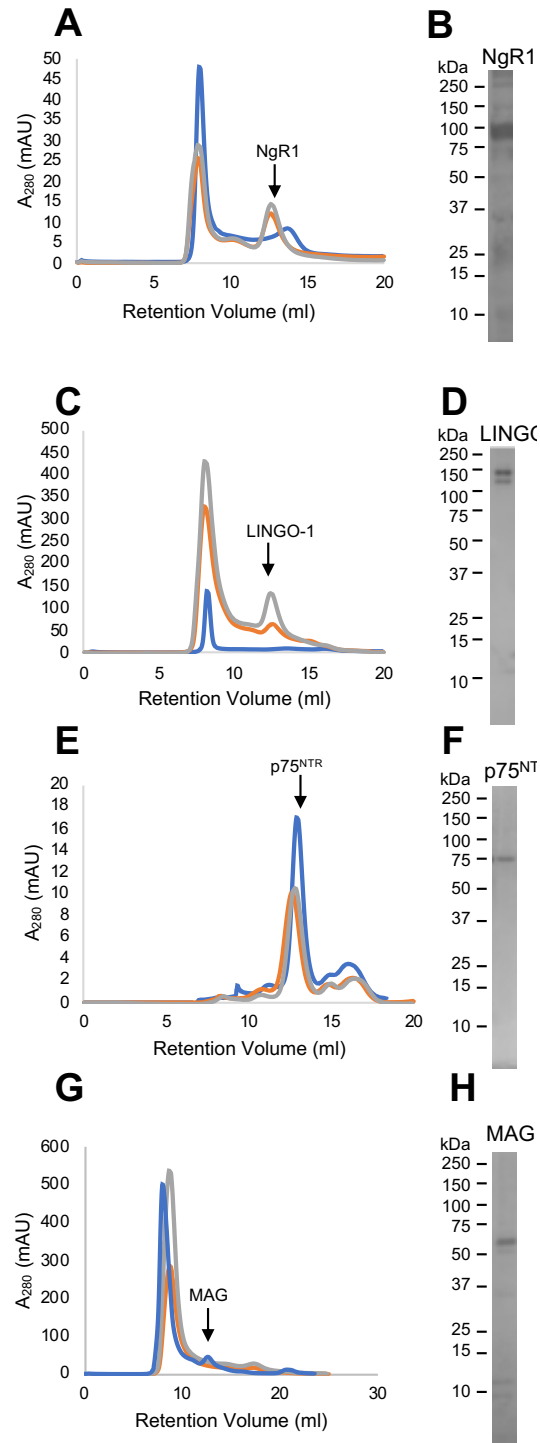 A
A280 (mAU)
50
45
40
35
30
25
20
15
10
5
0
NgR1
0 5 10 15 20
Retention Volume (ml)
B
NgR1
kDa
250
150
100
75
50
37
25
15
10
C
A280 (mAU)
500
450
400
350
300
250
200
150
100
50
0
LINGO-1
0 5 10 15 20
Retention Volume (ml)
D
kDa LINGO
250
150
100
75
50
37
25
15
10
E
p75NTR
A280 (mAU)
20
18
16
14
12
10
8
6
4
2
0
0 5 10 15 20
Retention Volume (ml)
F
p75NT
kDa
250
150
100
75
50
37
25
15
10
G
A280 (mAU)
600
500
400
300
200
100
0
MAG
0 10 20 30
Retention Volume (ml)
H
MAG
kDa
250
150
100
75
50
37
25
15
10